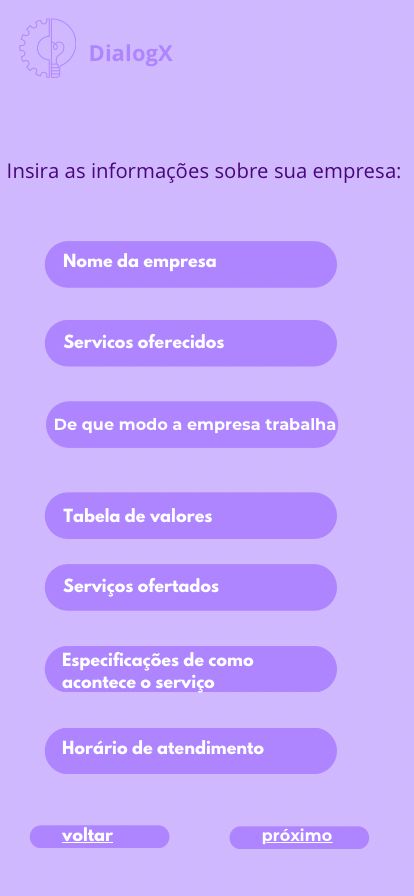 DialogX
Insira as informações sobre sua empresa:
Nome da empresa
Servicos oferecidos
De que modo a empresa trabalha
Tabela de valores
Serviços ofertados
Especificações de como
acontece o serviço
Horário de atendimento
voltar
próximo